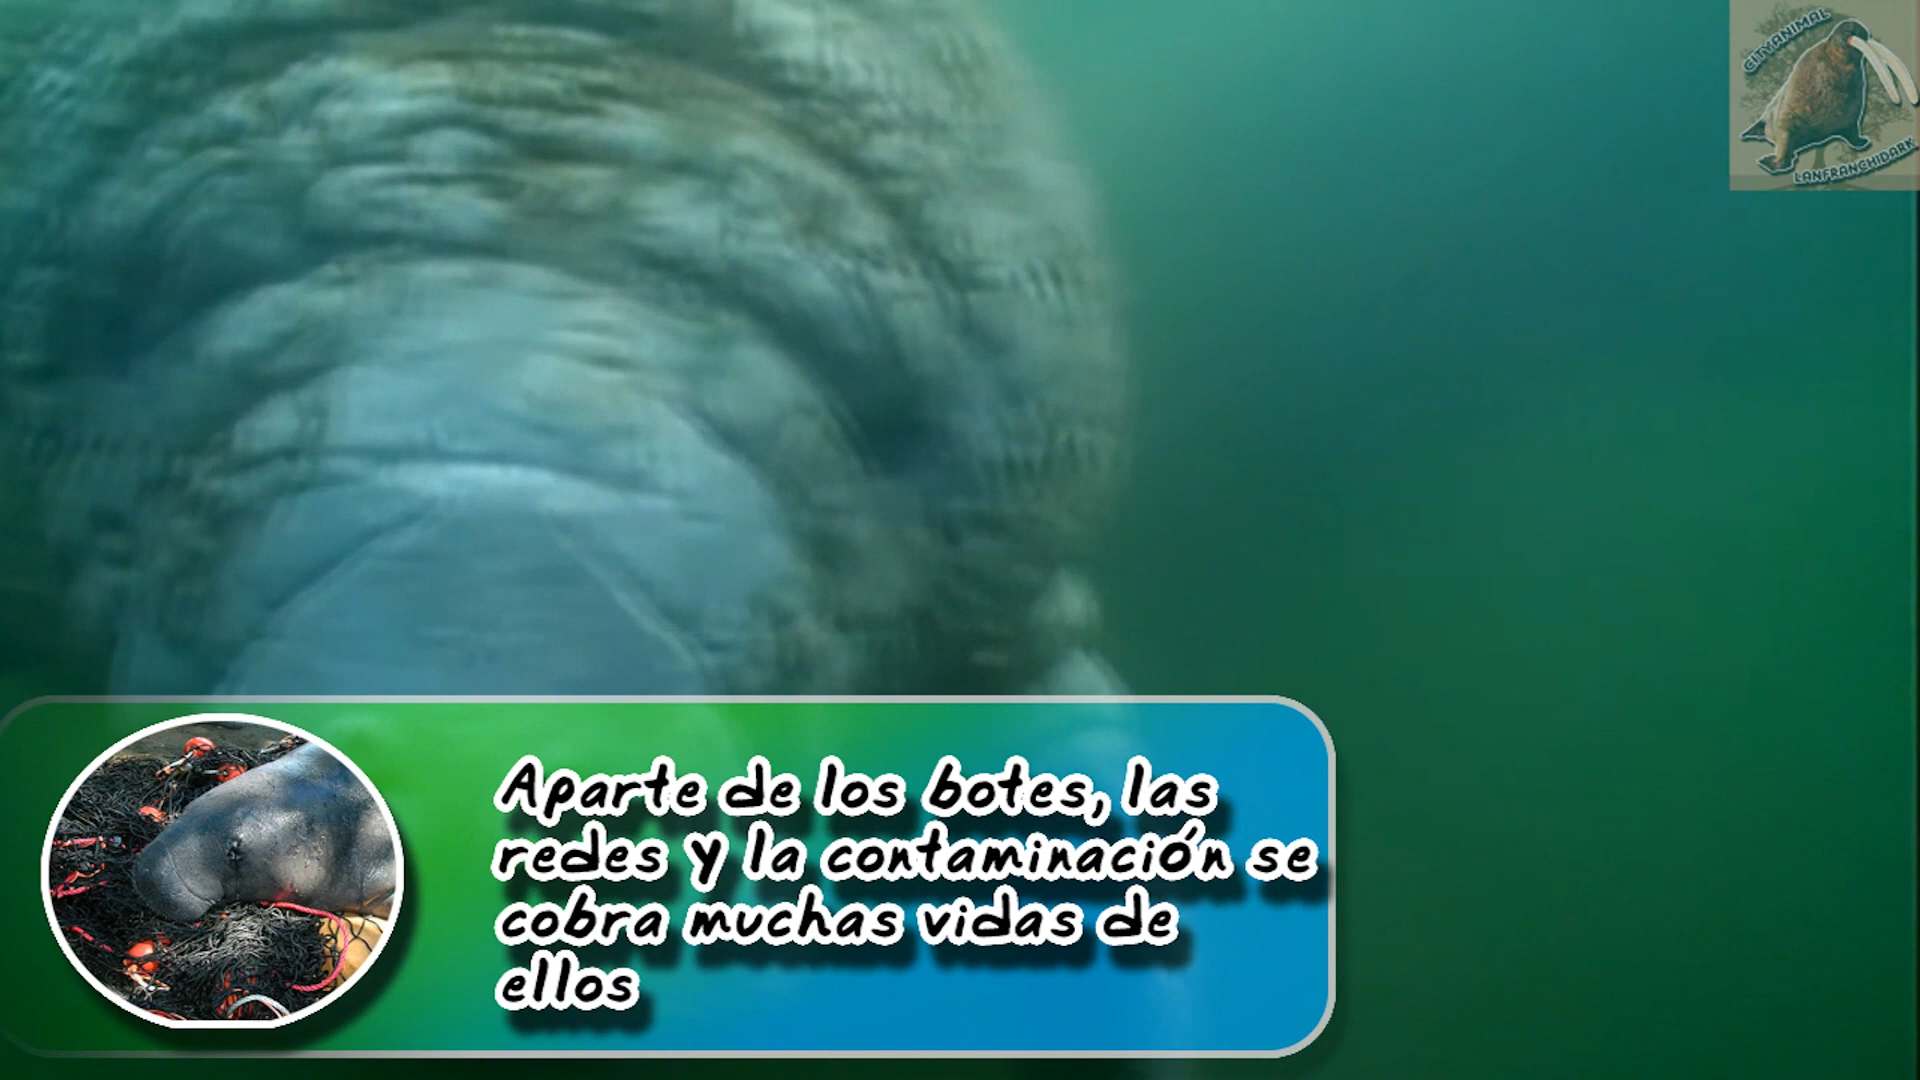 CITYANIMAL
LANFRANCHIDARK
Aparte de los botes, las
redes y la contaminación se
cobra muchas vidas de
ellos